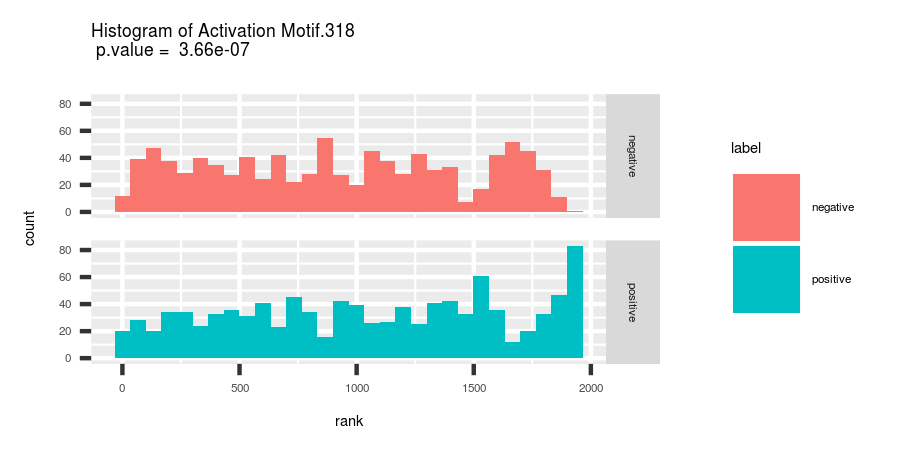 Histogram of Activation Motif.318
p.value = 3.66e-07
count
80
60
40
20
0
negative
80
60
40
20
0
positive
0 500 1000 1500 2000
rank
label
negative
positive